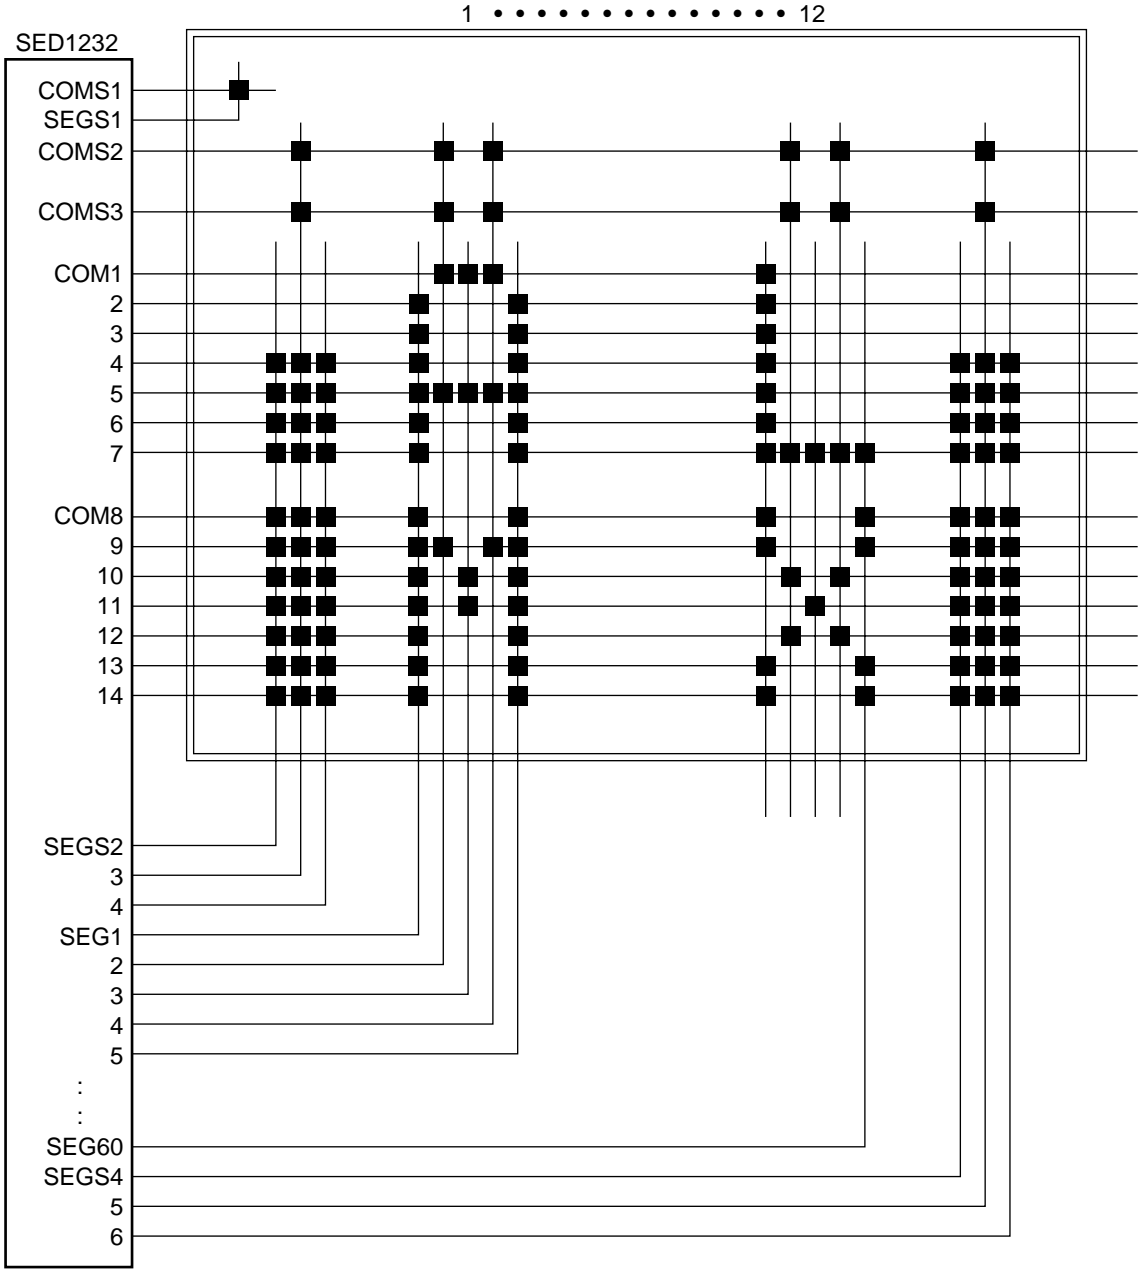 1 • • • • • • • • • • • • • • 12
SED1232
COMS1
SEGS1
COMS2
COMS3
COM1
2
3
4
5
6
7
COM8
9
10
11
12
13
14
SEGS2
3
4
SEG1
2
3
4
5
:
:
SEG60
SEGS4
5
6